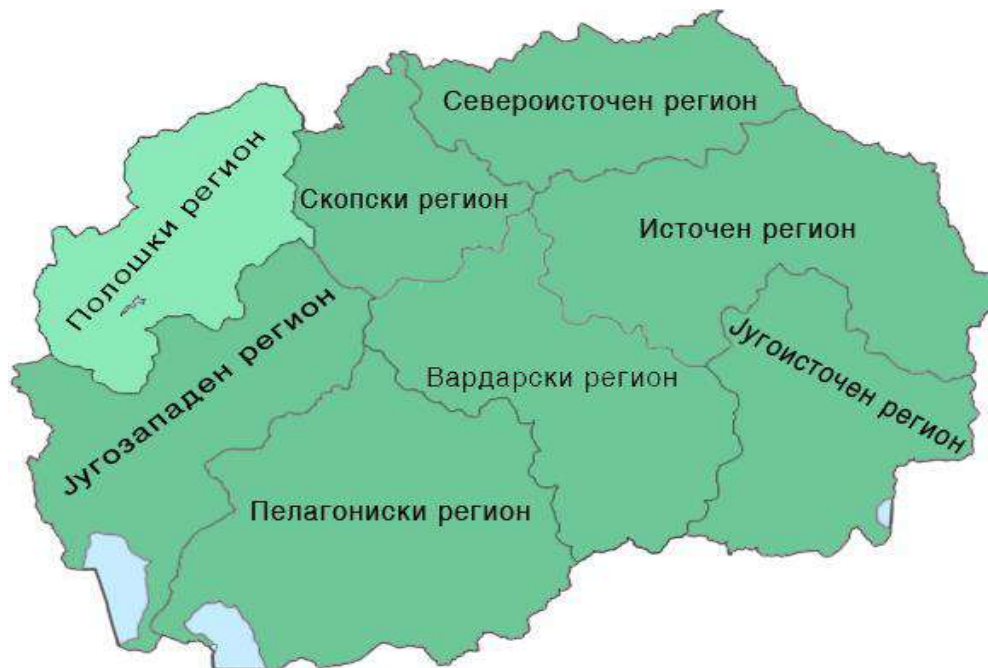 Североисточен регион
Полошки регион
Скопски регион
Источен регион
Југозападен регион
Вардарски регион
Југоисточен регион
Пелагониски регион